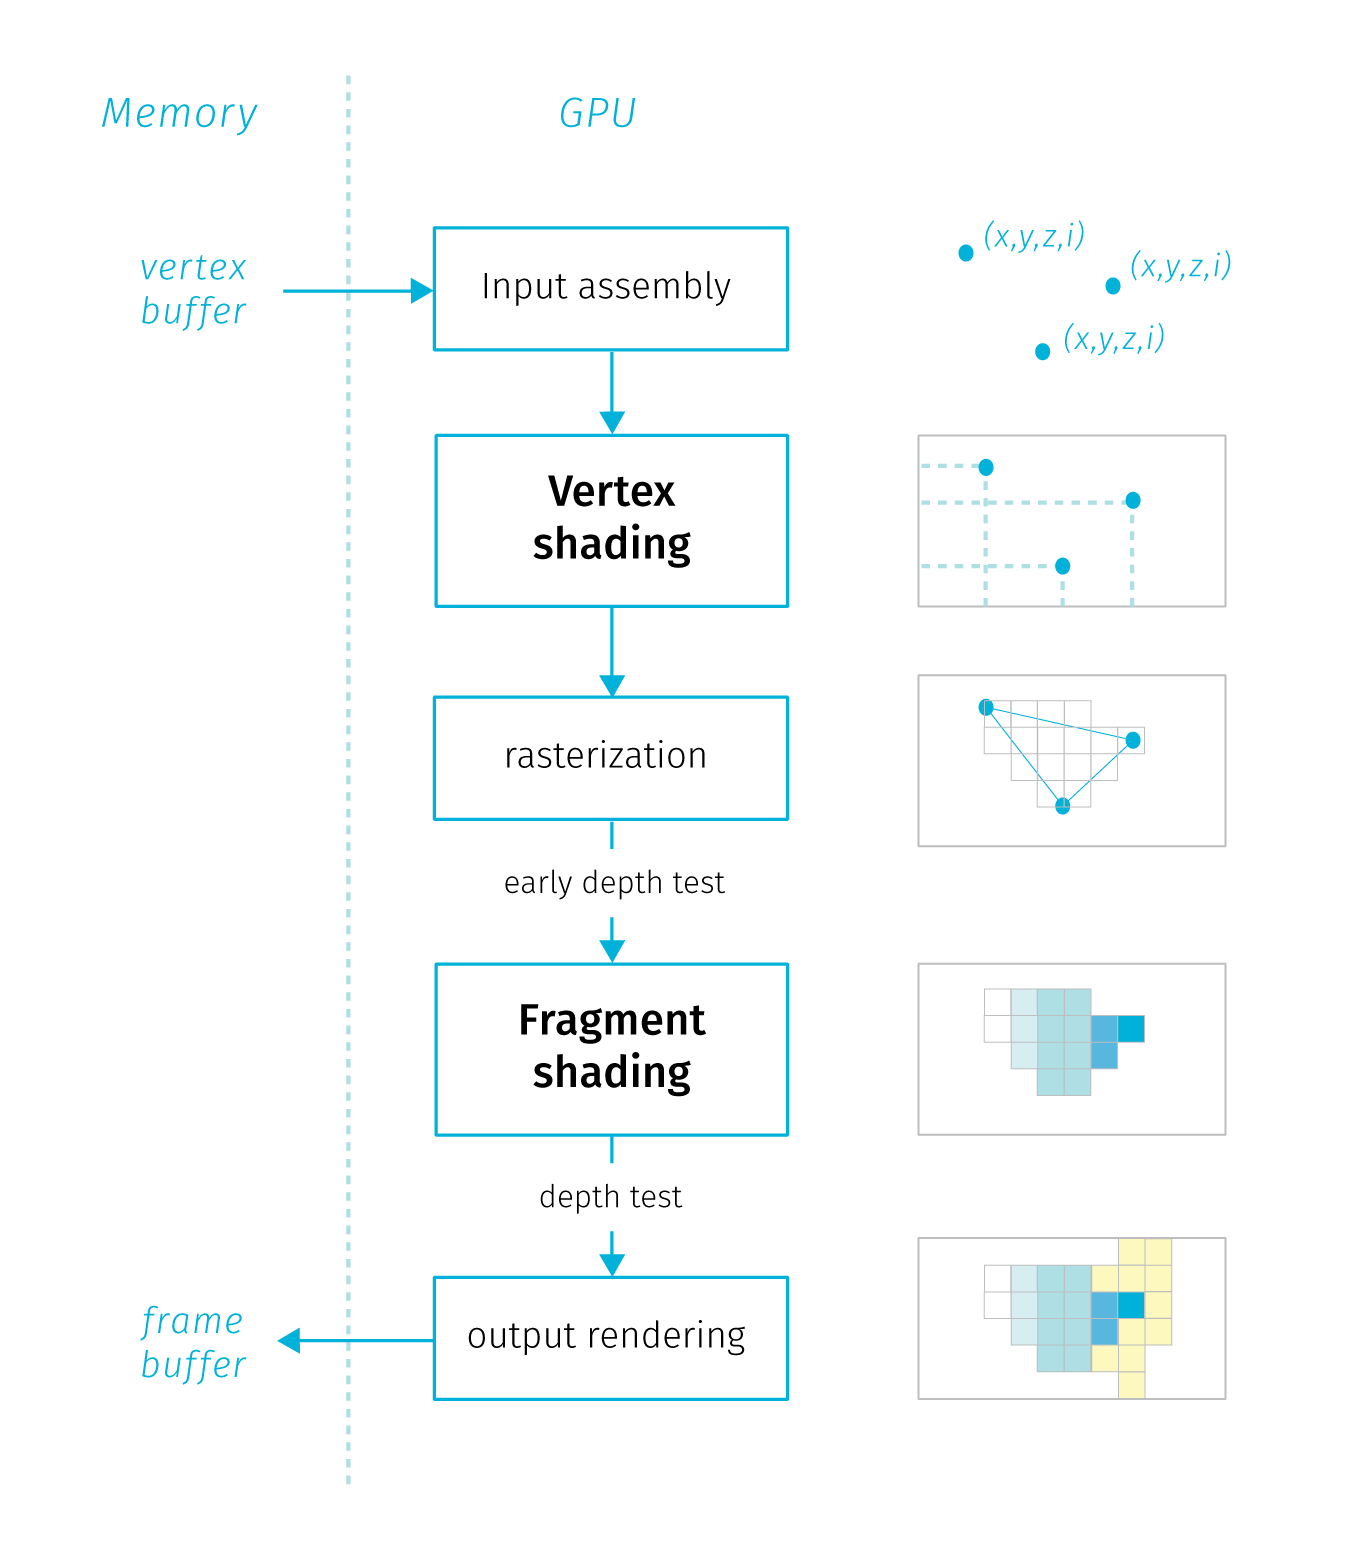 Memory
GPU
vertex
buffer
Input assembly
(x,y,z,i)
(x,y,z,i)
(x,y,z,i)
Vertex
shading
rasterization
early depth test
Fragment
shading
depth test
frame
buffer
output rendering